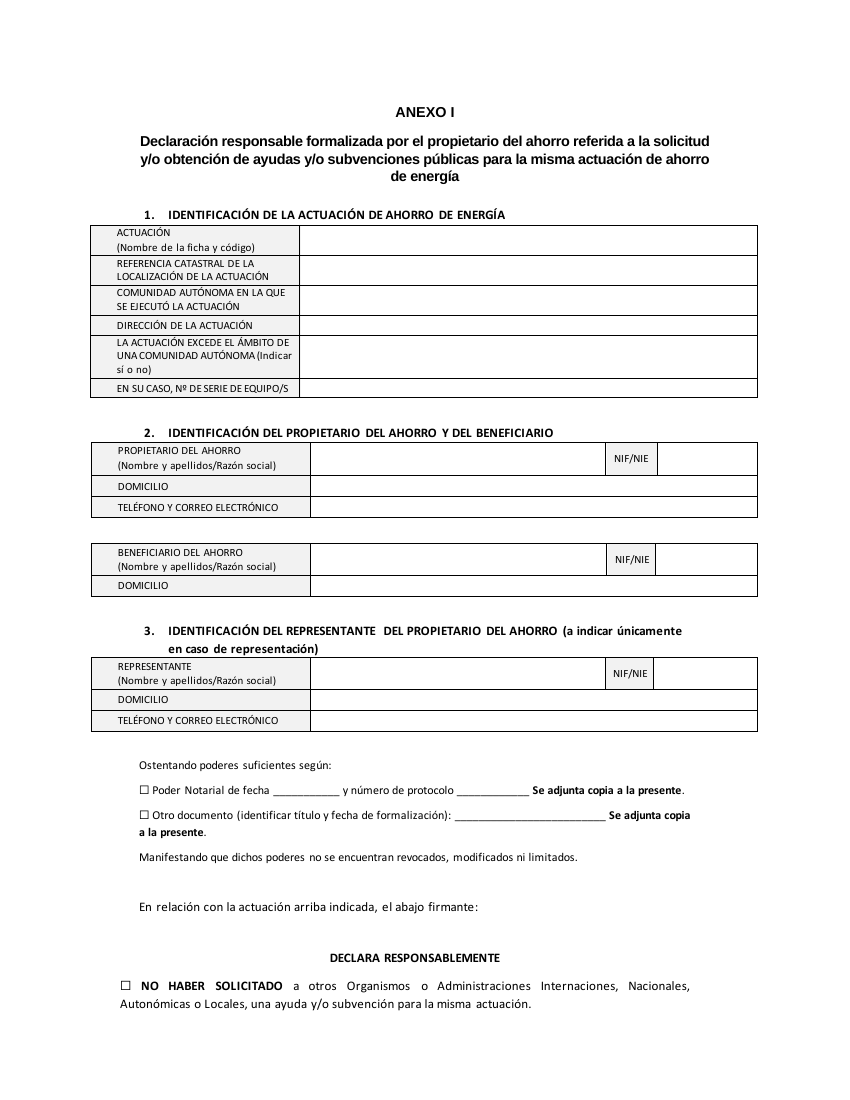 ANEXO I
Declaración responsable formalizada por el propietario del ahorro referida a la solicitud
y/o obtención de ayudas y/o subvenciones públicas para la misma actuación de ahorro
de energía
1. IDENTIFICACIÓN DE LA ACTUACIÓN DE AHORRO DE ENERGÍA
ACTUACIÓN
(Nombre de la ficha y código)
REFERENCIA CATASTRAL DE LA
LOCALIZACIÓN DE LA ACTUACIÓN
COMUNIDAD AUTÓNOMA EN LA QUE
SE EJECUTÓ LA ACTUACIÓN
DIRECCIÓN DE LA ACTUACIÓN
LA ACTUACIÓN EXCEDE EL ÁMBITO DE
UNA COMUNIDAD AUTÓNOMA (Indicar
sí o no)
EN SU CASO, Nº DE SERIE DE EQUIPO/S
2. IDENTIFICACIÓN DEL PROPIETARIO DEL AHORRO Y DEL BENEFICIARIO
PROPIETARIO DEL AHORRO
(Nombre y apellidos/Razón social)
NIF/NIE
DOMICILIO
TELÉFONO Y CORREO ELECTRÓNICO
BENEFICIARIO DEL AHORRO
(Nombre y apellidos/Razón social)
NIF/NIE
DOMICILIO
3. IDENTIFICACIÓN DEL REPRESENTANTE DEL PROPIETARIO DEL AHORRO (a indicar únicamente
en caso de representación)
REPRESENTANTE
(Nombre y apellidos/Razón social)
NIF/NIE
DOMICILIO
TELÉFONO Y CORREO ELECTRÓNICO
Ostentando poderes suficientes según:
☐ Poder Notarial de fecha ___________ y número de protocolo ____________ Se adjunta copia a la presente.
☐ Otro documento (identificar título y fecha de formalización): _________________________ Se adjunta copia
a la presente.
Manifestando que dichos poderes no se encuentran revocados, modificados ni limitados.
En relación con la actuación arriba indicada, el abajo firmante:
DECLARA RESPONSABLEMENTE
☐ NO HABER SOLICITADO a otros Organismos o Administraciones Internaciones, Nacionales,
Autonómicas o Locales, una ayuda y/o subvención para la misma actuación.